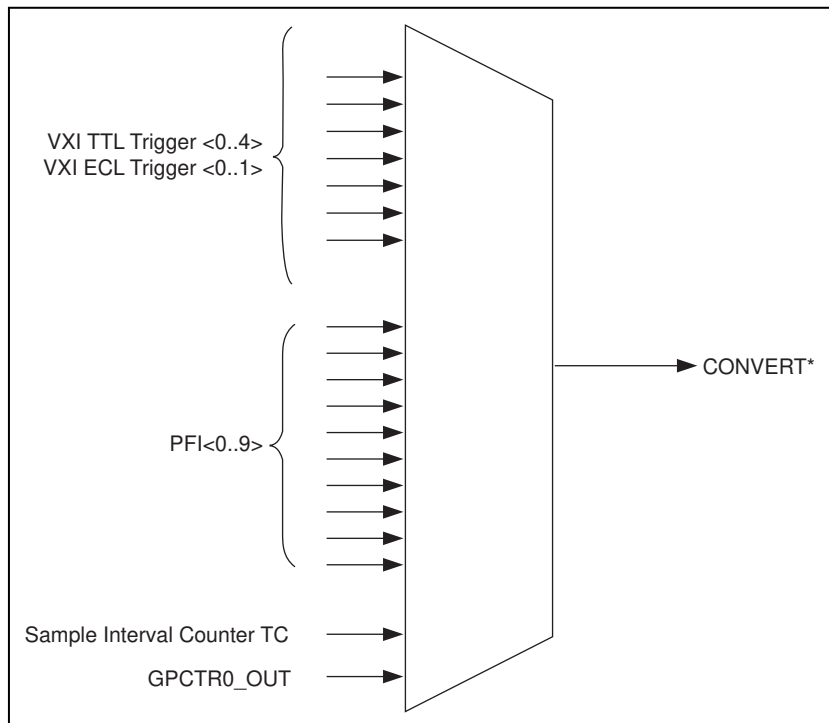 VXI TTL Trigger <0..4>
VXI ECL Trigger <0..1>
CONVERT*
PFI<0..9>
Sample Interval Counter TC
GPCTR0_OUT